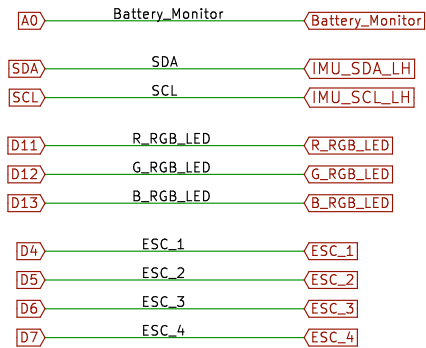 A0 Battery_Monitor Battery_Monitor
SDA SDA IMU_SDA_LH
SCL SCL IMU_SCL_LH
D11 R_RGB_LED R_RGB_LED
D12 G_RGB_LED G_RGB_LED
D13 B_RGB_LED B_RGB_LED
D4 ESC_1 ESC_1
D5 ESC_2 ESC_2
D6 ESC_3 ESC_3
D7 ESC_4 ESC_4